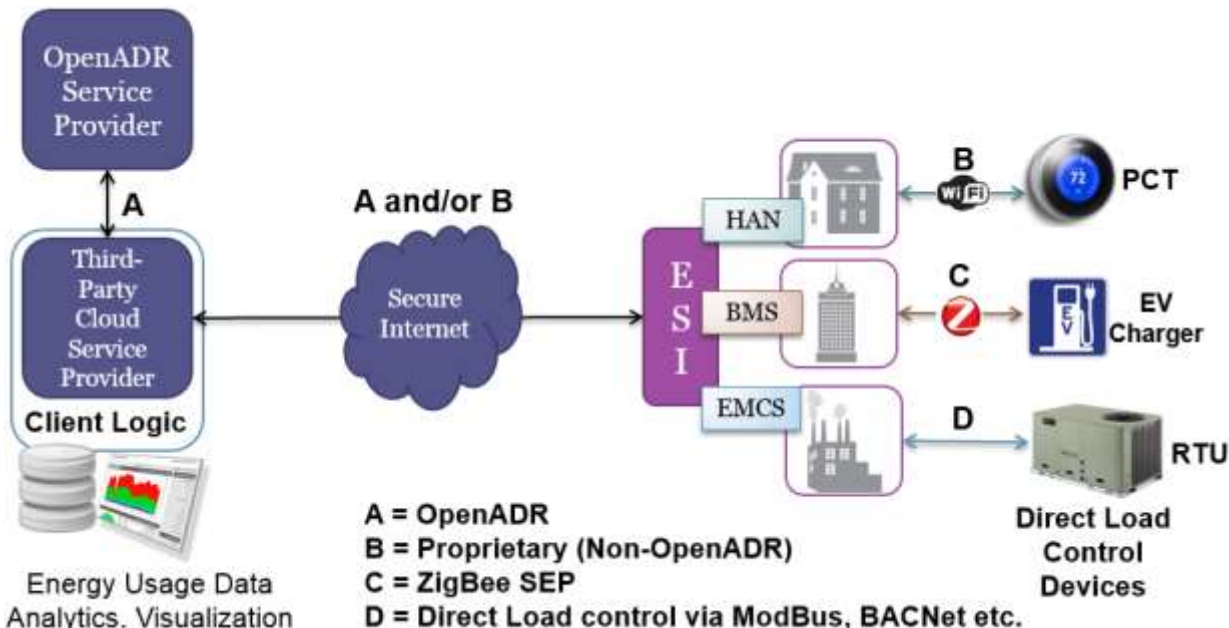 OpenADR
Service
Provider
A
Third-
Party
Cloud
Service
Provider
Client Logic
Energy Usage Data
Analytics, Visualization
A and/or B
Secure
Internet
E
S
I
HAN
BMS
EMCS
B
WiFi
72
PCT
C
Z
EV
EV
Charger
D
RTU
Direct Load
Control
Devices
A = OpenADR
B = Proprietary (Non-OpenADR)
C = ZigBee SEP
D = Direct Load control via ModBus, BACNet etc.